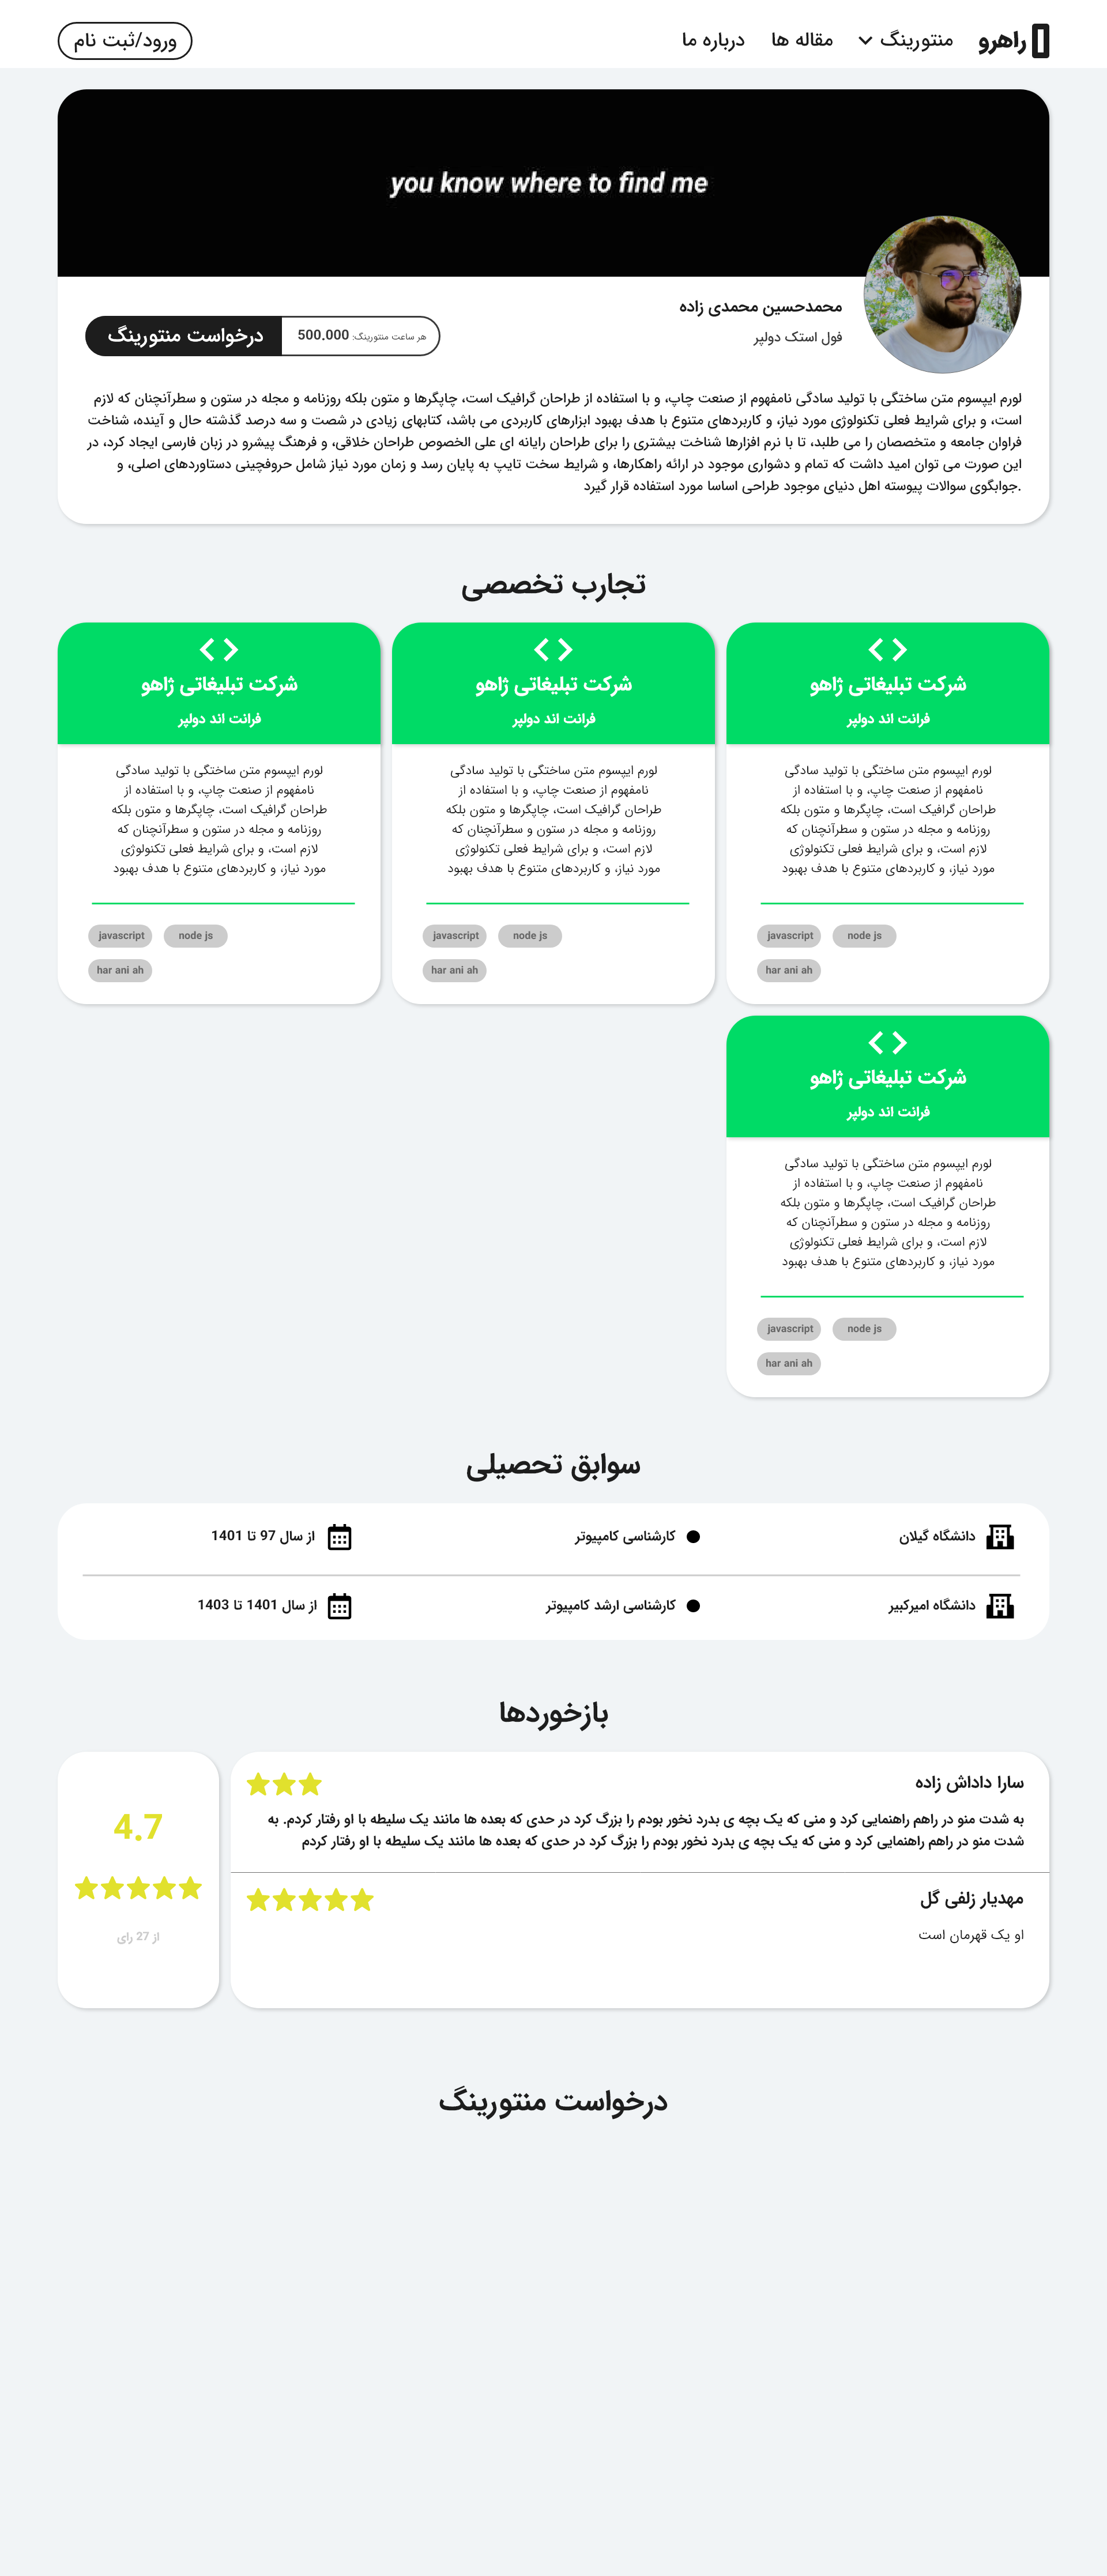 راهرو
منتورینگ
مقاله ها
درباره ما
ورود/ثبت نام
you know where to find me
محمدحسین محمدی زاده
فول استک دولپر
هر ساعت منتورینگ: 500.000
درخواست منتورینگ
لورم ایپسوم متن ساختگی با تولید سادگی نامفهوم از صنعت چاپ، و با استفاده از طراحان گرافیک است، چاپگرها و متون بلکه روزنامه و مجله در ستون و سطرآنچنان که لازم
است، و برای شرایط فعلی تکنولوژی مورد نیاز، و کاربردهای متنوع با هدف بهبود ابزارهای کاربردی می باشد، کتابهای زیادی در شصت و سه درصد گذشته حال و آینده، شناخت
فراوان جامعه و متخصصان را می طلبد، تا با نرم افزارها شناخت بیشتری را برای طراحان رایانه ای علی الخصوص طراحان خلاقی، و فرهنگ پیشرو در زبان فارسی ایجاد کرد، در
این صورت می توان امید داشت که تمام و دشواری موجود در ارائه راهکارها، و شرایط سخت تایپ به پایان رسد و زمان مورد نیاز شامل حروفچینی دستاوردهای اصلی، و
.جوابگوی سوالات پیوسته اهل دنیای موجود طراحی اساسا مورد استفاده قرار گیرد
تجارب تخصصی
شرکت تبلیغاتی ژاهو
فرانت اند دولپر
لورم ایپسوم متن ساختگی با تولید سادگی
نامفهوم از صنعت چاپ، و با استفاده از
طراحان گرافیک است، چاپگرها و متون بلکه
روزنامه و مجله در ستون و سطرآنچنان که
لازم است، و برای شرایط فعلی تکنولوژی
مورد نیاز، و کاربردهای متنوع با هدف بهبود
javascript
node js
har ani ah
شرکت تبلیغاتی ژاهو
فرانت اند دولپر
لورم ایپسوم متن ساختگی با تولید سادگی
نامفهوم از صنعت چاپ، و با استفاده از
طراحان گرافیک است، چاپگرها و متون بلکه
روزنامه و مجله در ستون و سطرآنچنان که
لازم است، و برای شرایط فعلی تکنولوژی
مورد نیاز، و کاربردهای متنوع با هدف بهبود
javascript
node js
har ani ah
شرکت تبلیغاتی ژاهو
فرانت اند دولپر
لورم ایپسوم متن ساختگی با تولید سادگی
نامفهوم از صنعت چاپ، و با استفاده از
طراحان گرافیک است، چاپگرها و متون بلکه
روزنامه و مجله در ستون و سطرآنچنان که
لازم است، و برای شرایط فعلی تکنولوژی
مورد نیاز، و کاربردهای متنوع با هدف بهبود
javascript
node js
har ani ah
شرکت تبلیغاتی ژاهو
فرانت اند دولپر
لورم ایپسوم متن ساختگی با تولید سادگی
نامفهوم از صنعت چاپ، و با استفاده از
طراحان گرافیک است، چاپگرها و متون بلکه
روزنامه و مجله در ستون و سطرآنچنان که
لازم است، و برای شرایط فعلی تکنولوژی
مورد نیاز، و کاربردهای متنوع با هدف بهبود
javascript
node js
har ani ah
سوابق تحصیلی
دانشگاه گیلان
کارشناسی کامپیوتر
از سال 97 تا 1401
دانشگاه امیرکبیر
کارشناسی ارشد کامپیوتر
از سال 1401 تا 1403
بازخوردها
سارا داداش زاده
به شدت منو در راهم راهنمایی کرد و منی که یک بچه ی بدرد نخور بودم را بزرگ کرد در حدی که بعده ها مانند یک سلیطه با او رفتار کردم. به
شدت منو در راهم راهنمایی کرد و منی که یک بچه ی بدرد نخور بودم را بزرگ کرد در حدی که بعده ها مانند یک سلیطه با او رفتار کردم
مهدیار زلفی گل
او یک قهرمان است
4.7
از 27 رای
درخواست منتورینگ